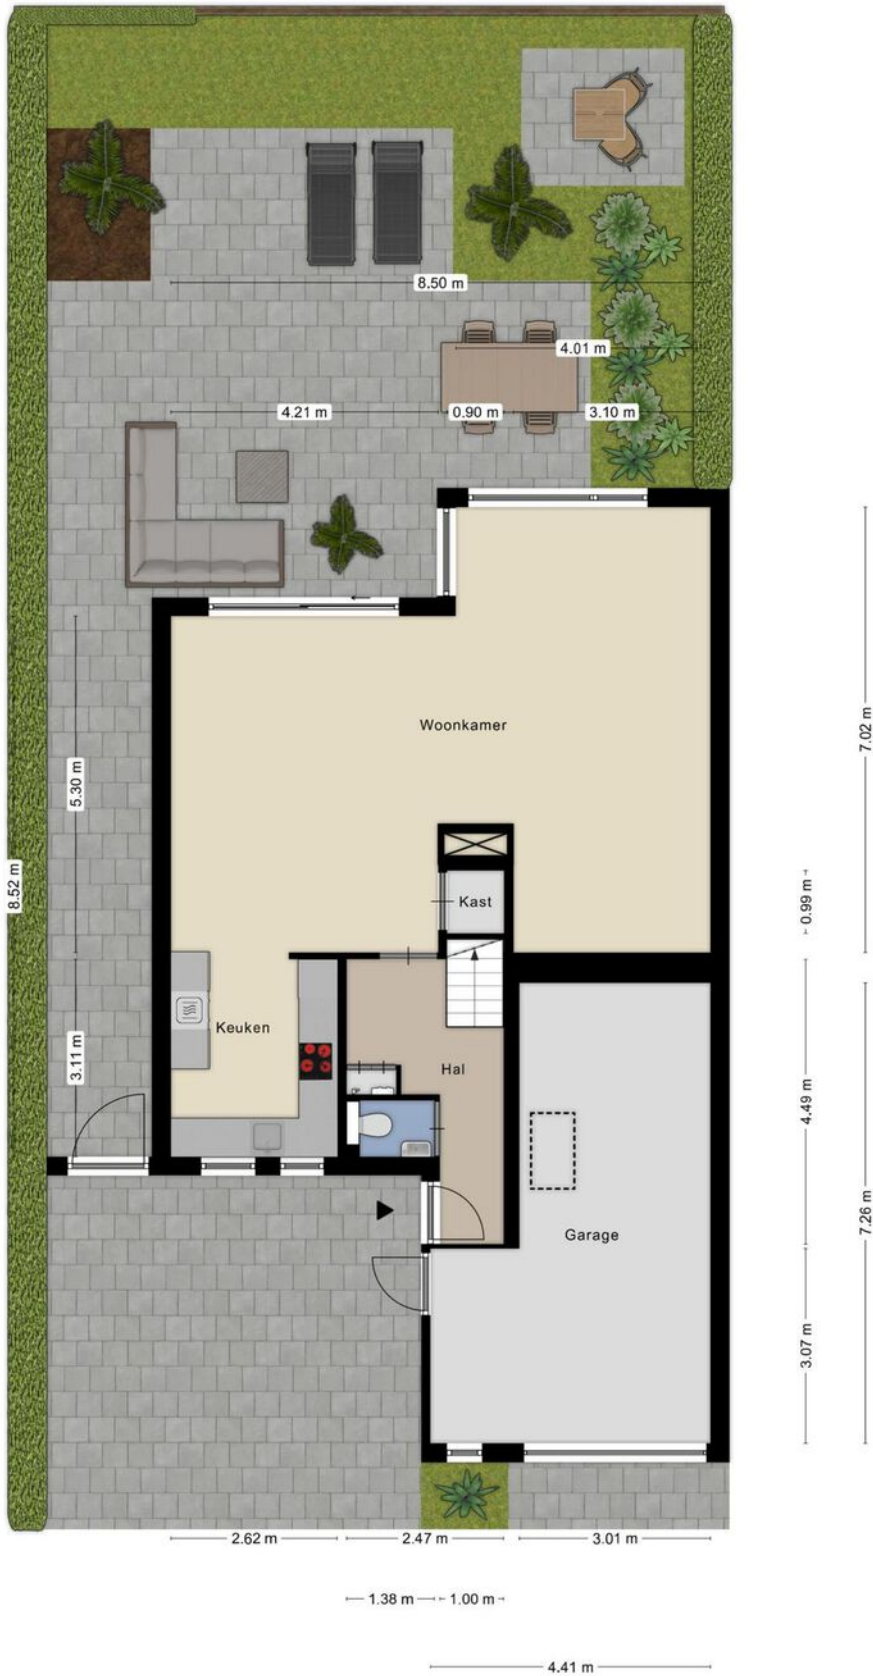 8.50 m
4.01 m
4.21 m
0.90 m
3.10 m
Woonkamer
7.02 m
5.30 m
8.52 m
Kast
0.99 m
Keuken
3.11 m
Hal
4.49 m
7.26 m
Garage
3.07 m
2.62 m
2.47 m
3.01 m
1.38 m
1.00 m
4.41 m